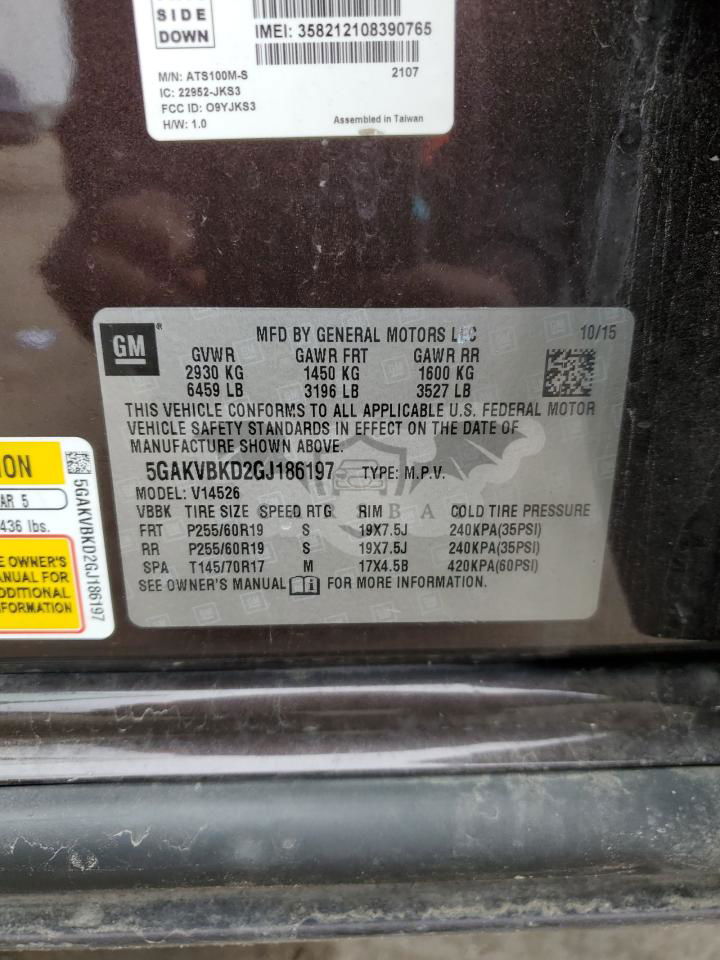 SIDE
DOWN
IMEI: 358212108390765
M/N: ATS100M-S 2107
IC: 22952-JKS3
FCC ID: O9YJKS3
H/W: 1.0 Assembled in Taiwan
GM ® MFD BY GENERAL MOTORS LLC 10/15
GVWR GAWR FRT GAWR RR
2930 KG 1450 KG 1600 KG
6459 LB 3196 LB 3527 LB
THIS VEHICLE CONFORMS TO ALL APPLICABLE U.S. FEDERAL MOTOR
VEHICLE SAFETY STANDARDS IN EFFECT ON THE DATE OF
MANUFACTURE SHOWN ABOVE.
5GAKVBKD2GJ186197 TYPE: M.P.V.
MODEL: V14526
VBBK TIRE SIZE SPEED RTG RIM COLD TIRE PRESSURE
FRT P255/60R19 S 19X7.5J 240KPA(35PSI)
RR P255/60R19 S 19X7.5J 240KPA(35PSI)
SPA T145/70R17 M 17X4.5B 420KPA(60PSI)
SEE OWNER'S MANUAL FOR MORE INFORMATION.
ION
AR 5
436 lbs.
E OWNER'S
ANUAL FOR
DDITIONAL
FORMATION
5GAKVBKD2GJ186197